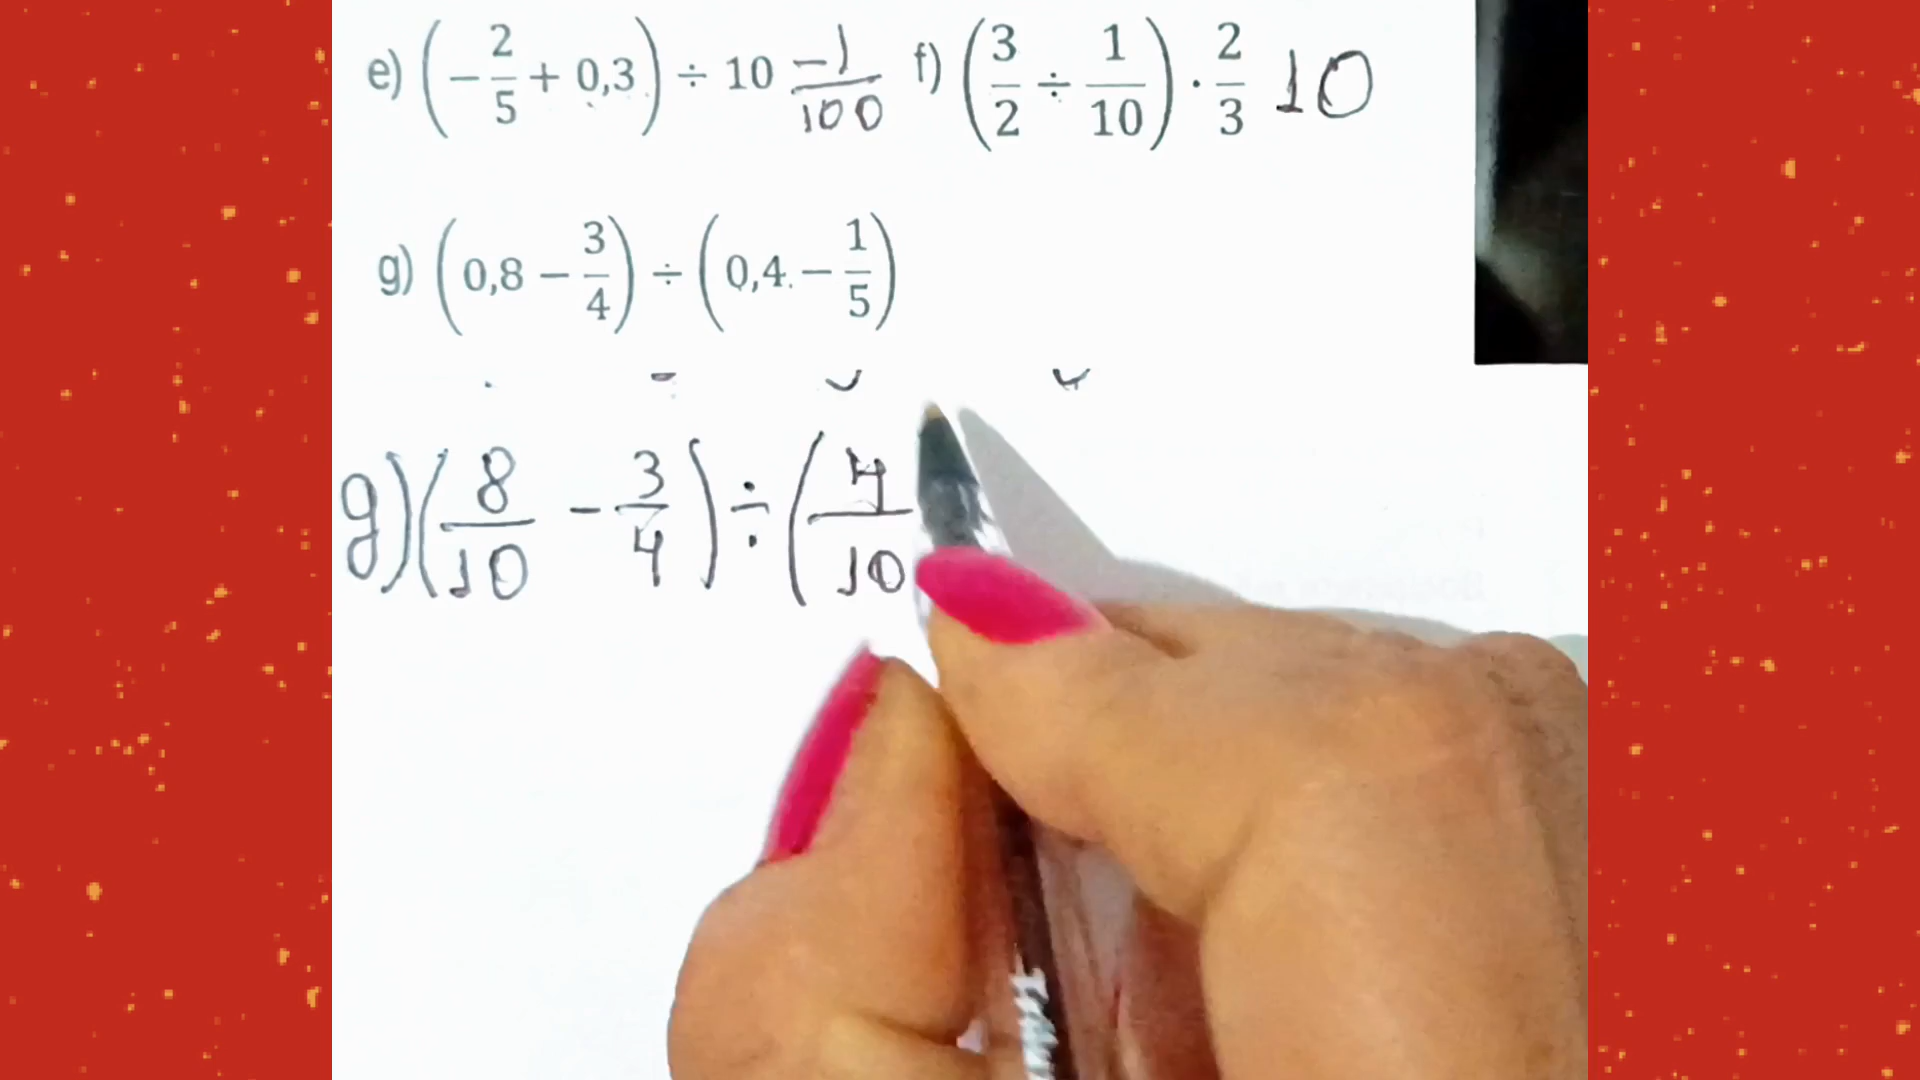 e) (−2/5 + 0,3) ÷ 10 −1/100 f) (3/2 ÷ 1/10) · 2/3 10
g) (0,8 − 3/4) ÷ (0,4 − 1/5)
g) (8/10 − 3/4) ÷ (4/10